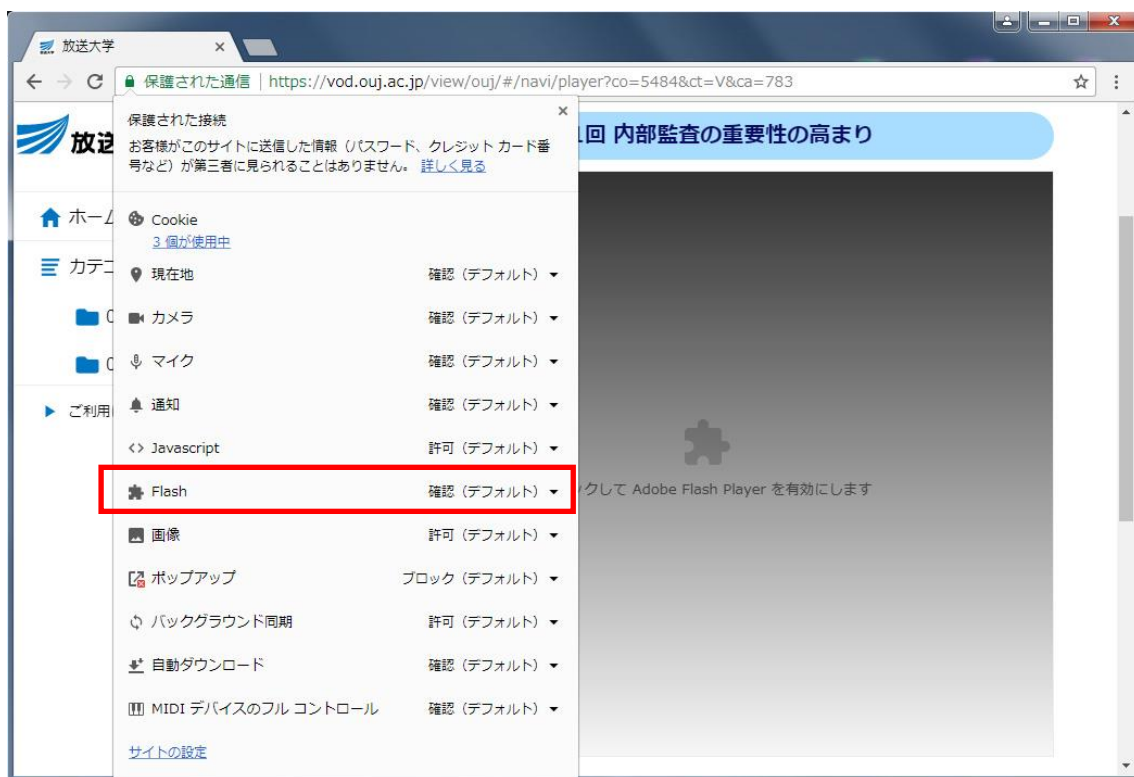 放送大学
保護された通信 | https://vod.ouj.ac.jp/view/ouj/#/navi/player?co=5484&ct=V&ca=783
放送
1回 内部監査の重要性の高まり
保護された接続
お客様がこのサイトに送信した情報（パスワード、クレジット カード番
号など）が第三者に見られることはありません。 詳しく見る
ホーム
カテゴ
0
0
ご利用
Cookie
3 個が使用中
現在地 確認（デフォルト）
カメラ 確認（デフォルト）
マイク 確認（デフォルト）
通知 確認（デフォルト）
Javascript 許可（デフォルト）
Flash 確認（デフォルト）
クして Adobe Flash Player を有効にします
画像 許可（デフォルト）
ポップアップ ブロック（デフォルト）
バックグラウンド同期 許可（デフォルト）
自動ダウンロード 確認（デフォルト）
MIDI デバイスのフル コントロール 確認（デフォルト）
サイトの設定